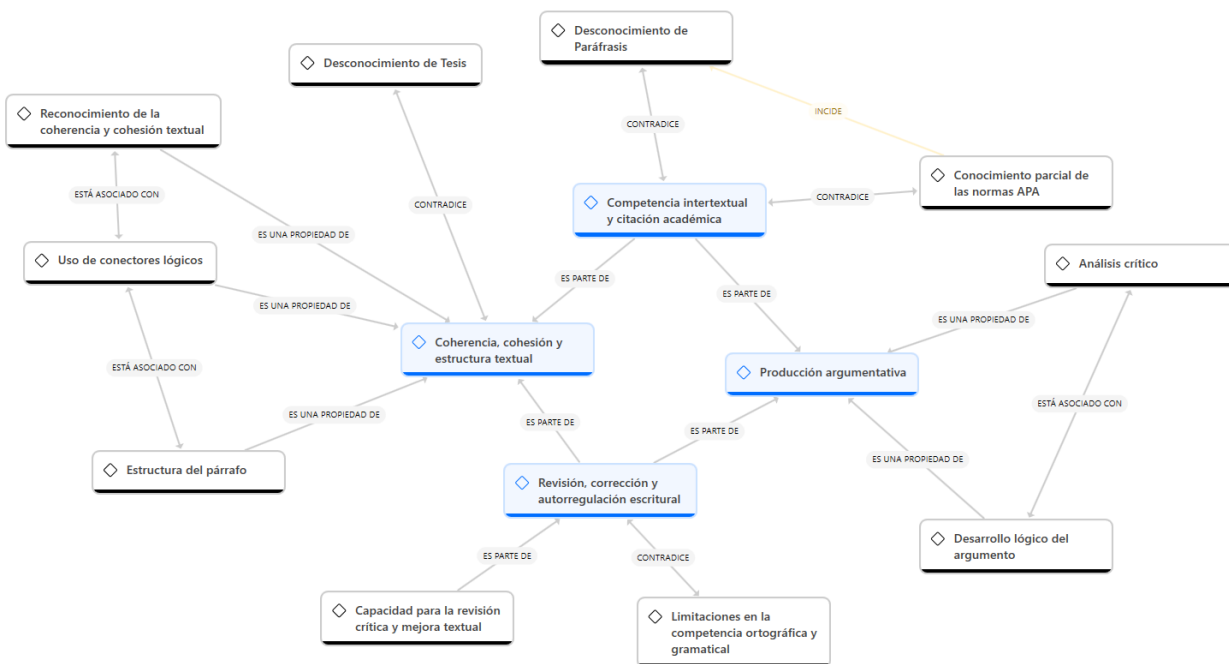 Desconocimiento de
Paráfrasis
Desconocimiento de Tesis
Reconocimiento de la
coherencia y cohesión textual
INCIDE
CONTRADICE
Conocimiento parcial de
las normas APA
ESTÁ ASOCIADO CON
CONTRADICE
Competencia intertextual
y citación académica
CONTRADICE
ES UNA PROPIEDAD DE
Uso de conectores lógicos
Análisis crítico
ES PARTE DE
ES PARTE DE
ES UNA PROPIEDAD DE
ES UNA PROPIEDAD DE
Coherencia, cohesión y
estructura textual
ESTÁ ASOCIADO CON
Producción argumentativa
ESTÁ ASOCIADO CON
ES UNA PROPIEDAD DE
ES PARTE DE
ES PARTE DE
ES UNA PROPIEDAD DE
Estructura del párrafo
Revisión, corrección y
autorregulación escritural
Desarrollo lógico del
argumento
ES PARTE DE
CONTRADICE
Capacidad para la revisión
crítica y mejora textual
Limitaciones en la
competencia ortográfica y
gramatical